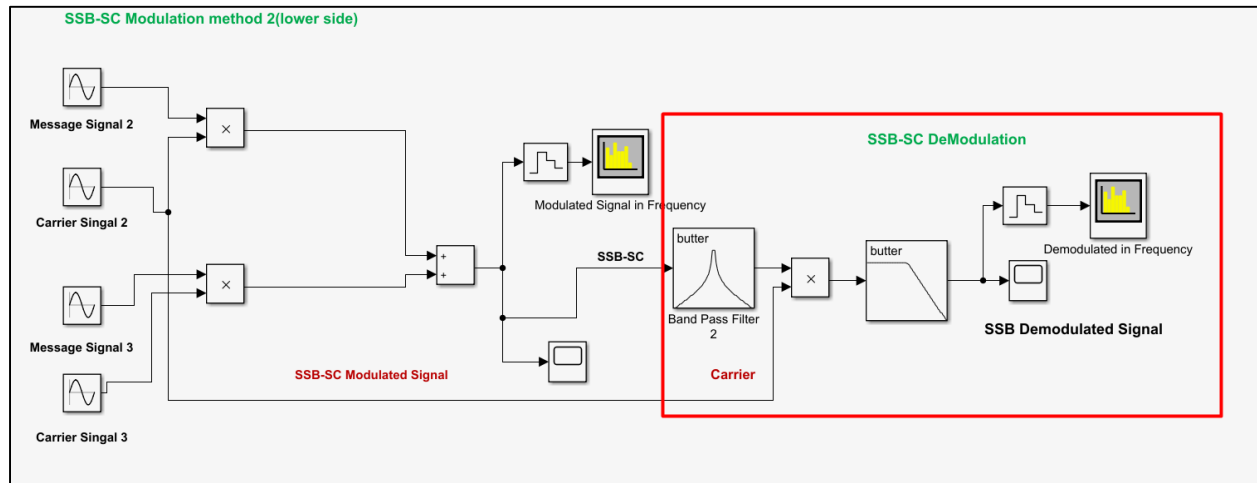 SSB-SC Modulation method 2(lower side)
Message Signal 2
×
Carrier Singal 2
Message Signal 3
×
Carrier Singal 3
+
+
SSB-SC Modulated Signal
Modulated Signal in Frequency
SSB-SC
SSB-SC DeModulation
butter
Band Pass Filter
2
Carrier
×
butter
Demodulated in Frequency
SSB Demodulated Signal